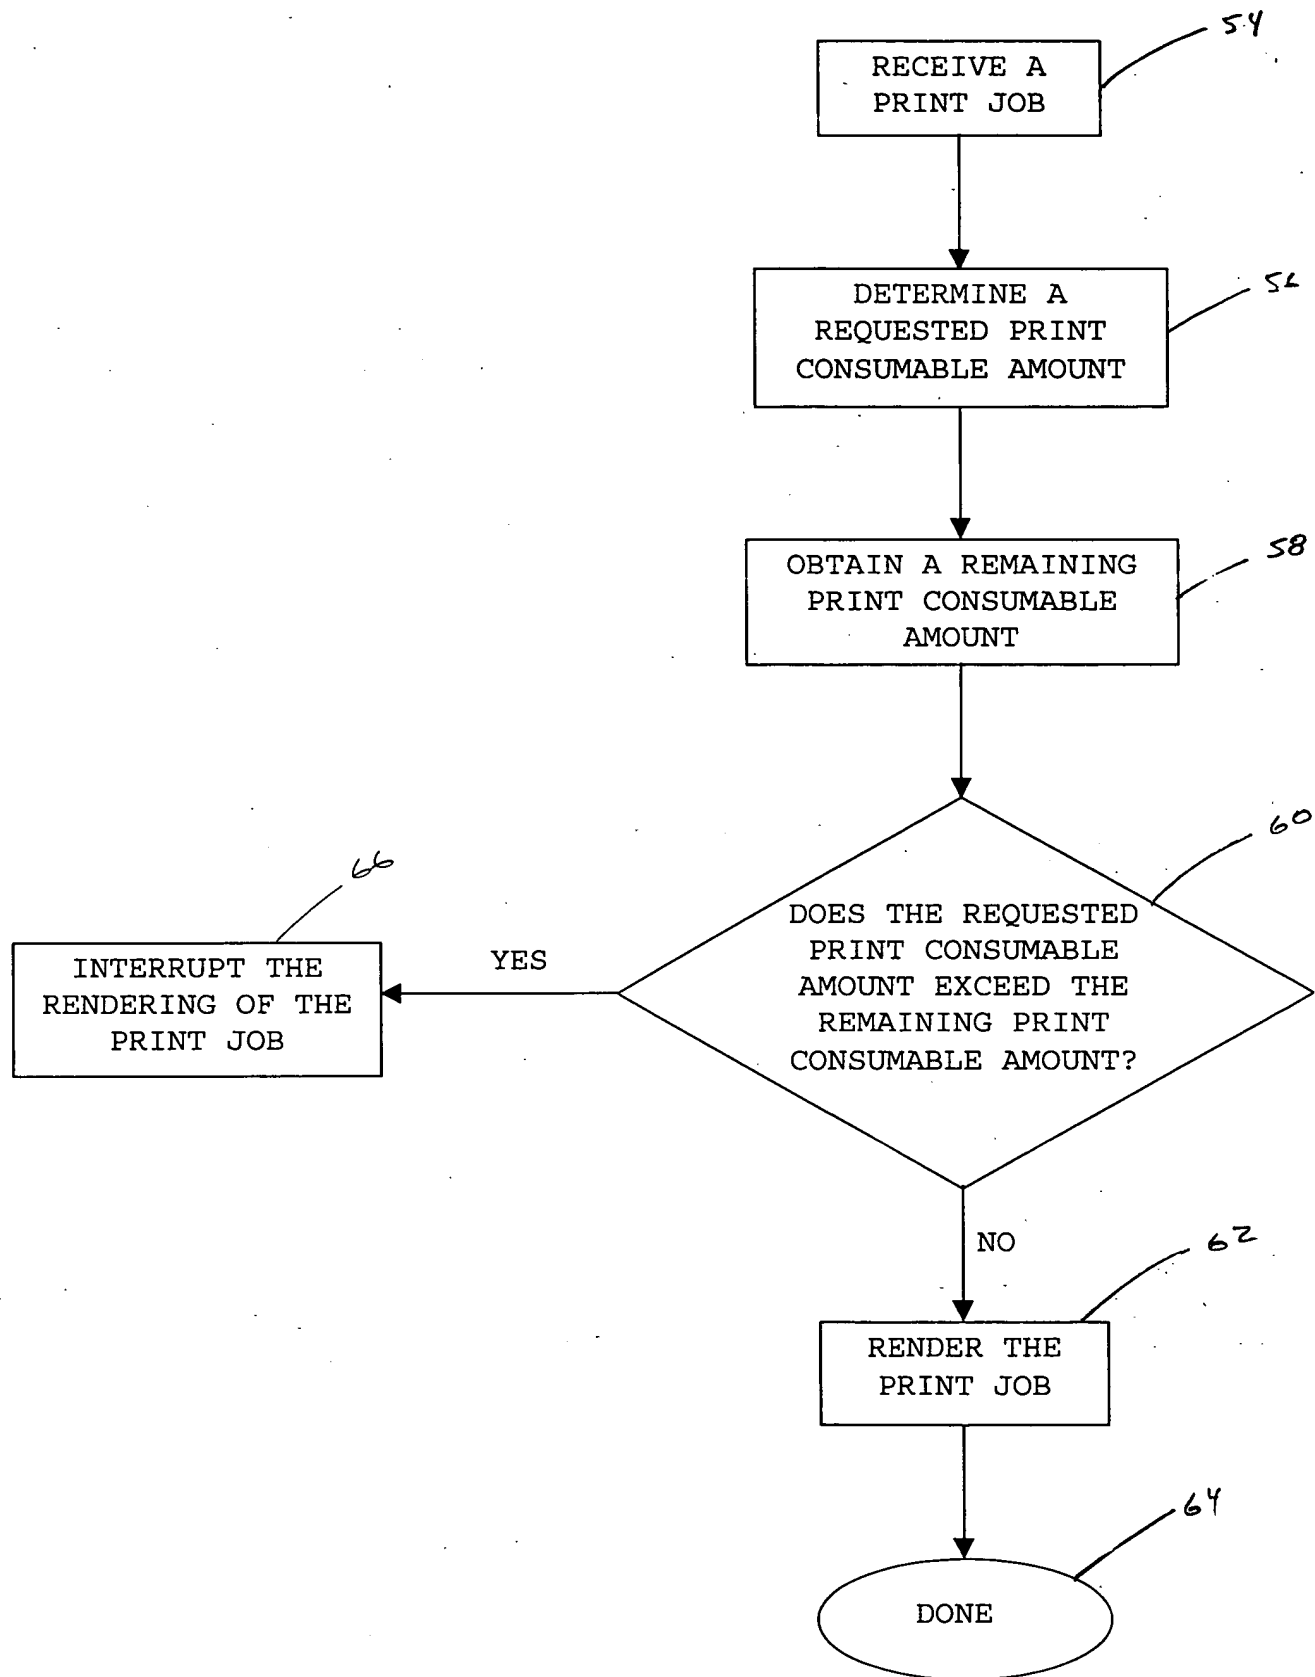 54
RECEIVE A
PRINT JOB
56
DETERMINE A
REQUESTED PRINT
CONSUMABLE AMOUNT
58
OBTAIN A REMAINING
PRINT CONSUMABLE
AMOUNT
60
DOES THE REQUESTED
PRINT CONSUMABLE
AMOUNT EXCEED THE
REMAINING PRINT
CONSUMABLE AMOUNT?
YES
66
INTERRUPT THE
RENDERING OF THE
PRINT JOB
NO
62
RENDER THE
PRINT JOB
64
DONE